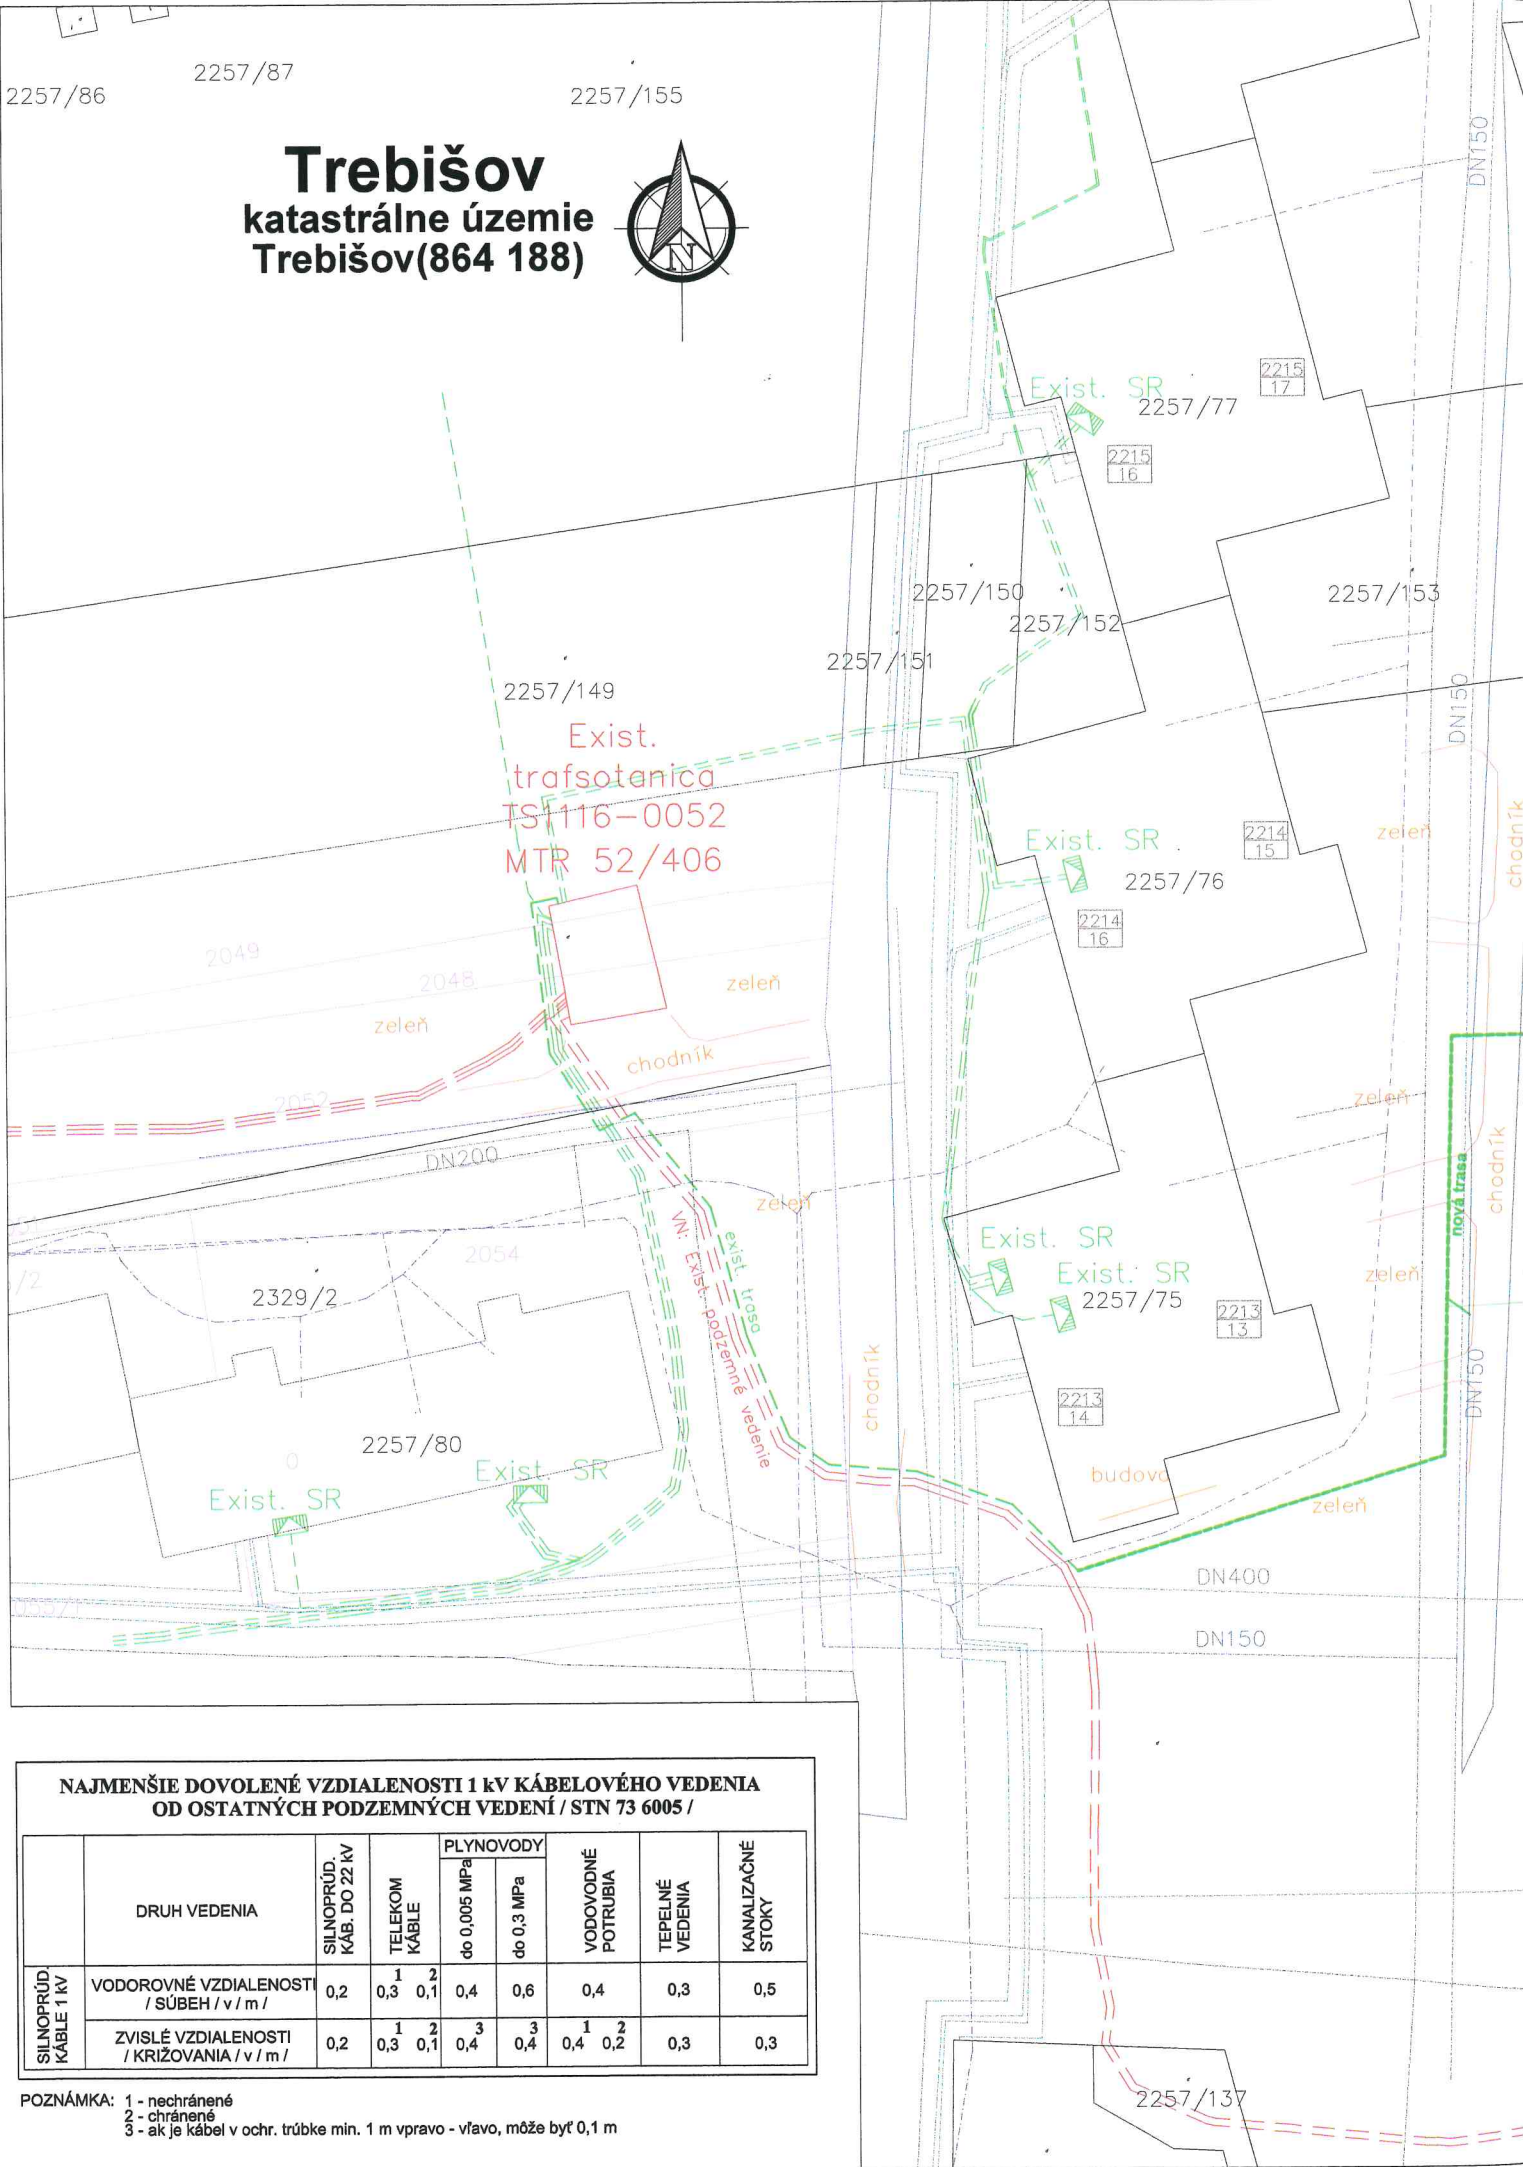 2257/87
2257/86
2257/155
Trebišov
katastrálne územie
Trebišov(864 188)
N
DN150
Exist. SR
2257/77
2215
17
2215
16
2257/150
2257/152
2257/153
2257/151
2257/149
DN150
Exist.
trafsotanica
TS1116-0052
MTR 52/406
Exist. SR
2257/76
2214
15
zeleň
chodník
2214
16
2049
2048
zeleň
zeleň
chodník
2052
zeleň
DN200
zeleň
nová trasa
chodník
2054
2329/2
VN: Exist. podzemné vedenie
exist. trasa
Exist. SR
Exist. SR
2257/75
2213
13
zeleň
/2
chodník
DN150
2213
14
2257/80
0
Exist. SR
Exist. SR
budova
zeleň
DN400
DN150
NAJMENŠIE DOVOLENÉ VZDIALENOSTI 1 kV KÁBELOVÉHO VEDENIA
OD OSTATNÝCH PODZEMNÝCH VEDENÍ / STN 73 6005 /
DRUH VEDENIA
SILNOPRÚD.
KÁB. DO 22 kV
TELEKOM
KÁBLE
PLYNOVODY
do 0,005 MPa
do 0,3 MPa
VODOVODNÉ
POTRUBIA
TEPELNÉ
VEDENIA
KANALIZAČNÉ
STOKY
SILNOPRÚD.
KÁBLE 1 kV
VODOROVNÉ VZDIALENOSTI
/ SÚBEH / v / m /
0,2
1 2
0,3 0,1
0,4
0,6
0,4
0,3
0,5
ZVISLÉ VZDIALENOSTI
/ KRIŽOVANIA / v / m /
0,2
1 2
0,3 0,1
3
0,4
3
0,4
1 2
0,4 0,2
0,3
0,3
POZNÁMKA: 1 - nechránené
2 - chránené
3 - ak je kábel v ochr. trúbke min. 1 m vpravo - vľavo, môže byť 0,1 m
2257/137